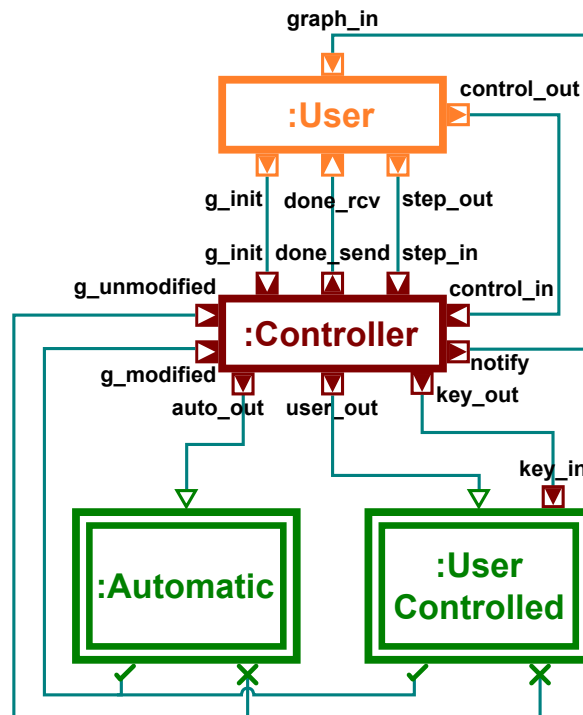 graph_in
control_out
:User
g_init
done_rcv
step_out
g_init
done_send
step_in
g_unmodified
control_in
:Controller
g_modified
notify
auto_out
user_out
key_out
key_in
:Automatic
:User
Controlled